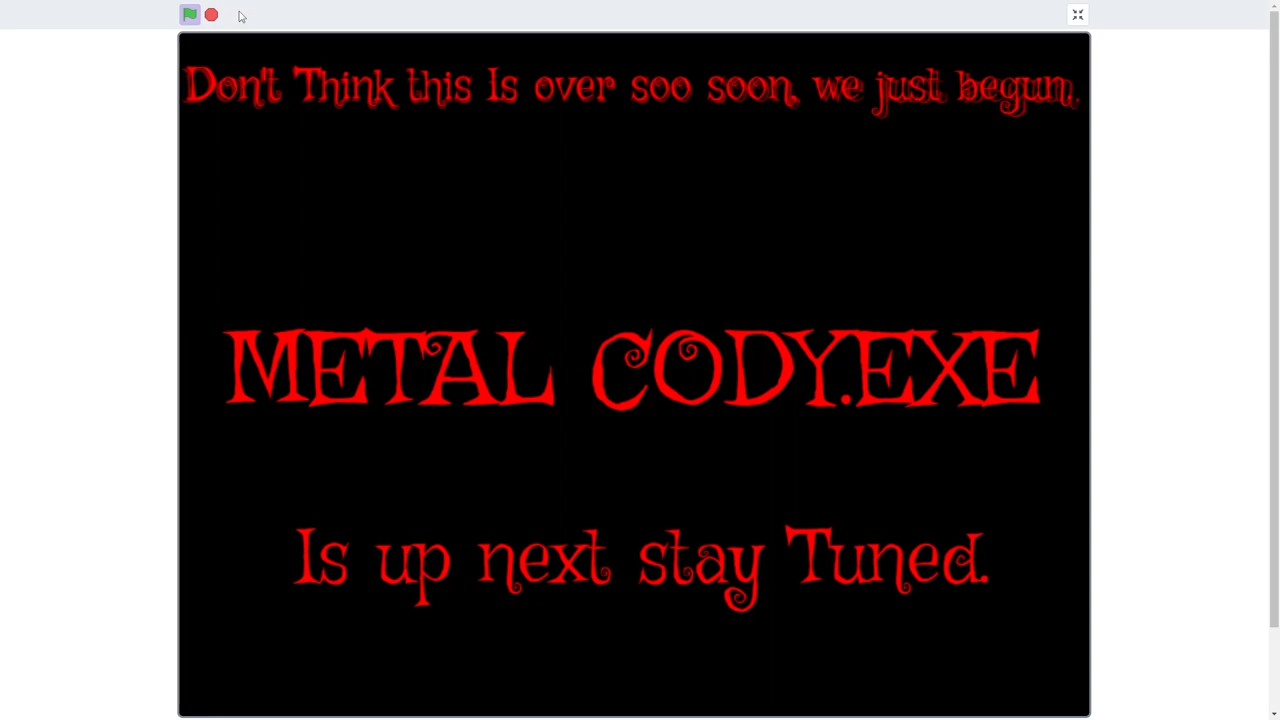 Don't Think this Is over soo soon, we just begun.
METAL CODY.EXE
Is up next stay Tuned.